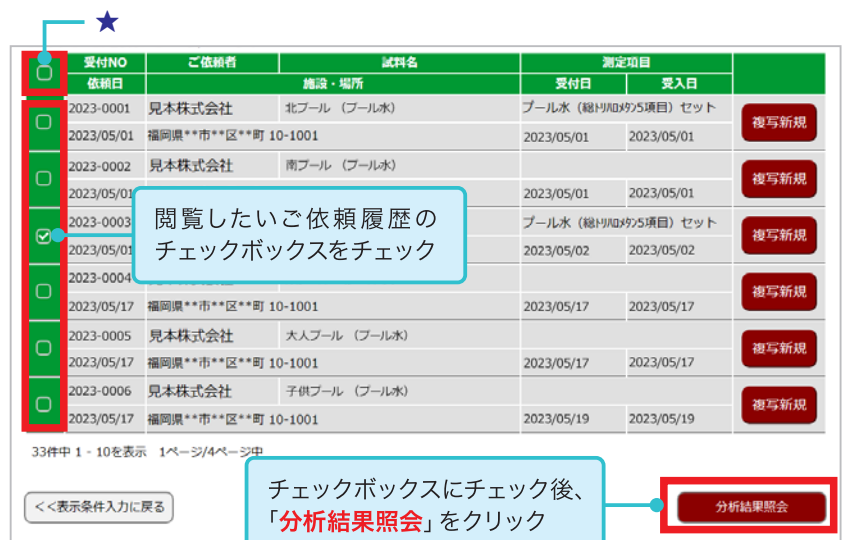 ★
受付NO ご依頼者 試料名 測定項目
依頼日 施設・場所 受付日 受入日
2023-0001 見本株式会社 北プール （プール水） プール水（総トリハロメタン5項目）セット
複写新規
2023/05/01 福岡県**市**区**町 10-1001 2023/05/01 2023/05/01
2023-0002 見本株式会社 南プール （プール水）
複写新規
2023/05/01 2023/05/01 2023/05/01
2023-0003 プール水（総トリハロメタン5項目）セット
閲覧したいご依頼履歴の
チェックボックスをチェック
複写新規
2023/05/01 2023/05/02 2023/05/02
2023-0004
複写新規
2023/05/17 福岡県**市**区**町 10-1001 2023/05/17 2023/05/17
2023-0005 見本株式会社 大人プール （プール水）
複写新規
2023/05/17 福岡県**市**区**町 10-1001 2023/05/17 2023/05/17
2023-0006 見本株式会社 子供プール （プール水）
複写新規
2023/05/17 福岡県**市**区**町 10-1001 2023/05/19 2023/05/19
33件中 1 - 10を表示 1ページ/4ページ中
チェックボックスにチェック後、
「分析結果照会」をクリック
<<表示条件入力に戻る
分析結果照会